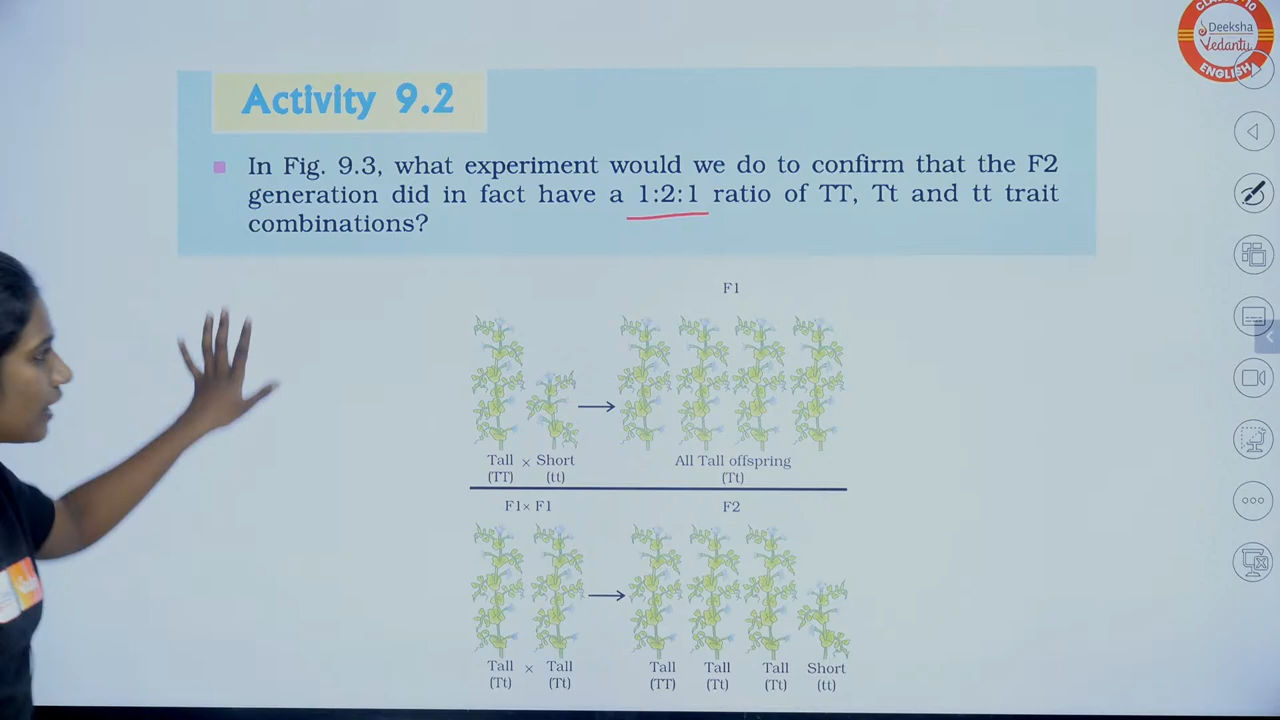 CLASS 10
Deeksha
Vedantu
ENGLISH
Activity 9.2
In Fig. 9.3, what experiment would we do to confirm that the F2
generation did in fact have a 1:2:1 ratio of TT, Tt and tt trait
combinations?
F1
Tall × Short
(TT) (tt)
All Tall offspring
(Tt)
F1× F1
F2
Tall × Tall
(Tt) (Tt)
Tall Tall Tall Short
(TT) (Tt) (Tt) (tt)